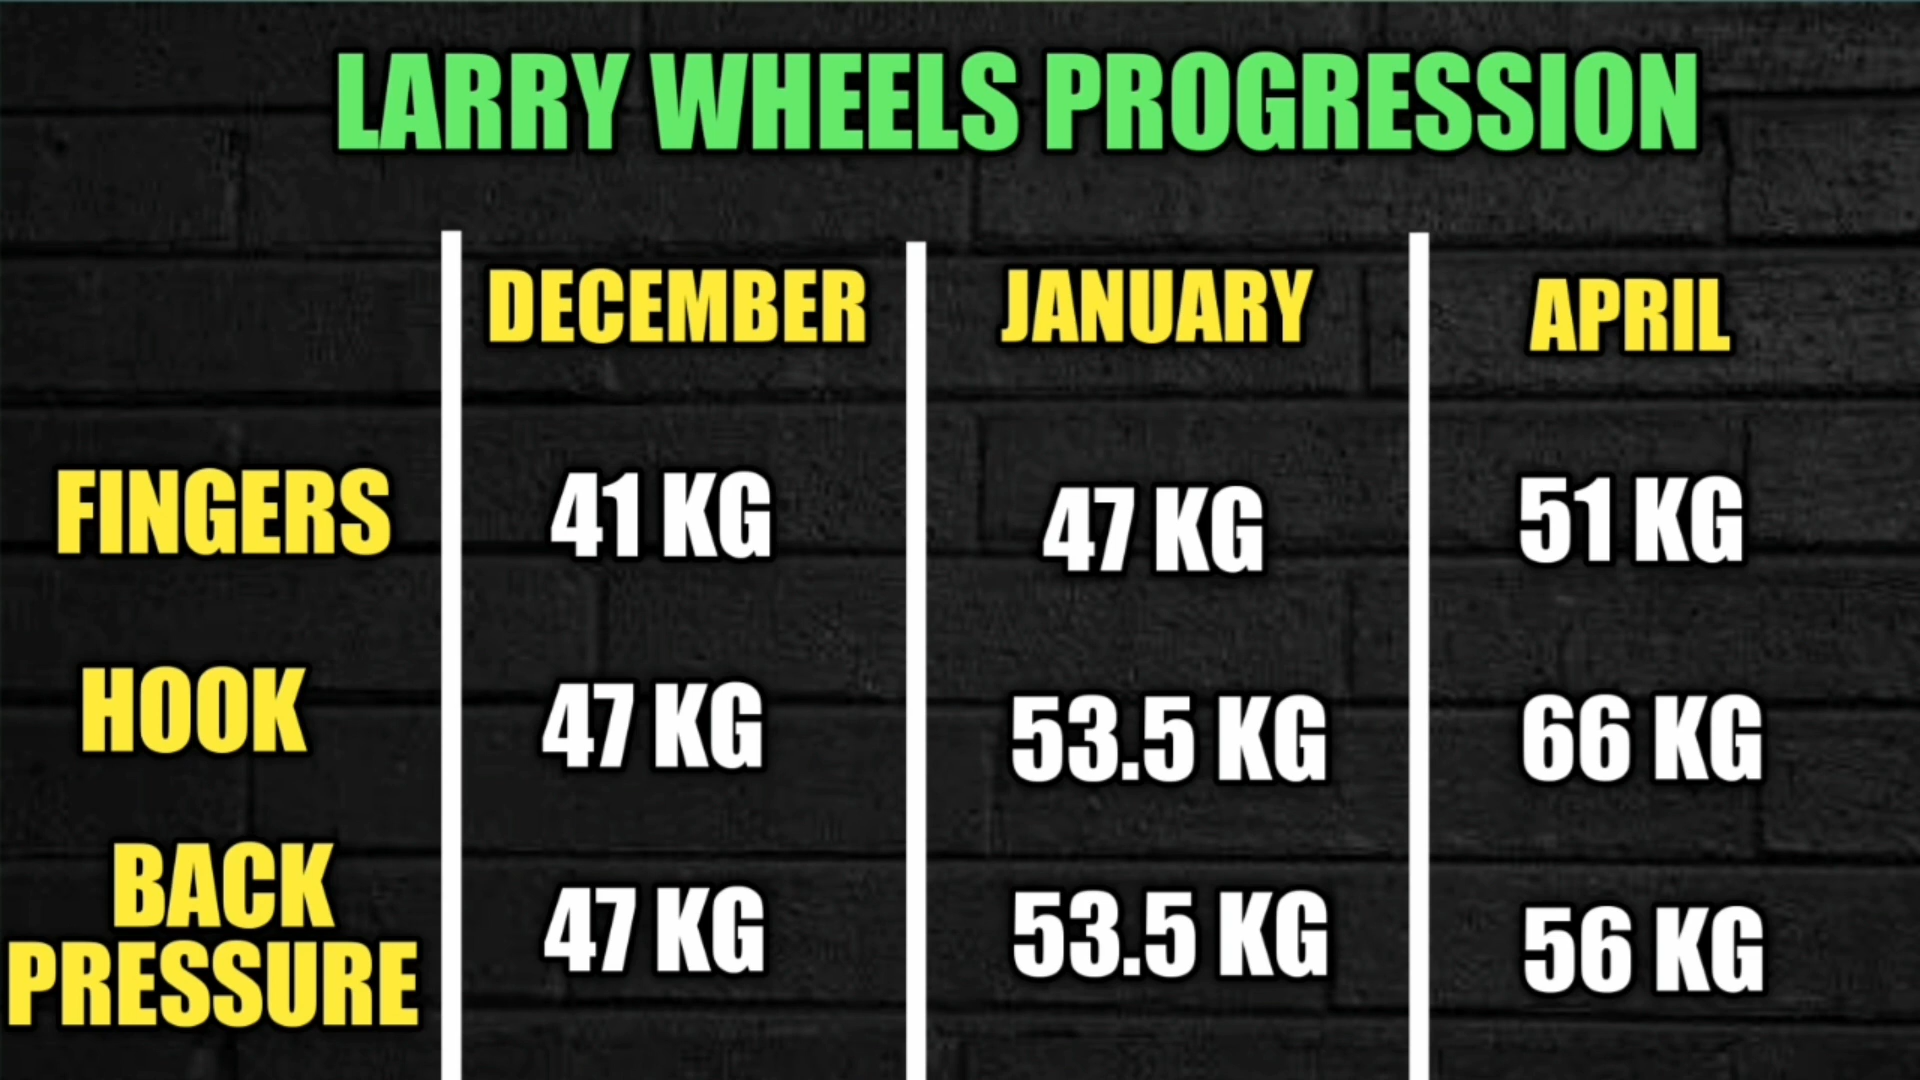 LARRY WHEELS PROGRESSION
DECEMBER JANUARY APRIL
FINGERS 41 KG 47 KG 51 KG
HOOK 47 KG 53.5 KG 66 KG
BACK
PRESSURE 47 KG 53.5 KG 56 KG